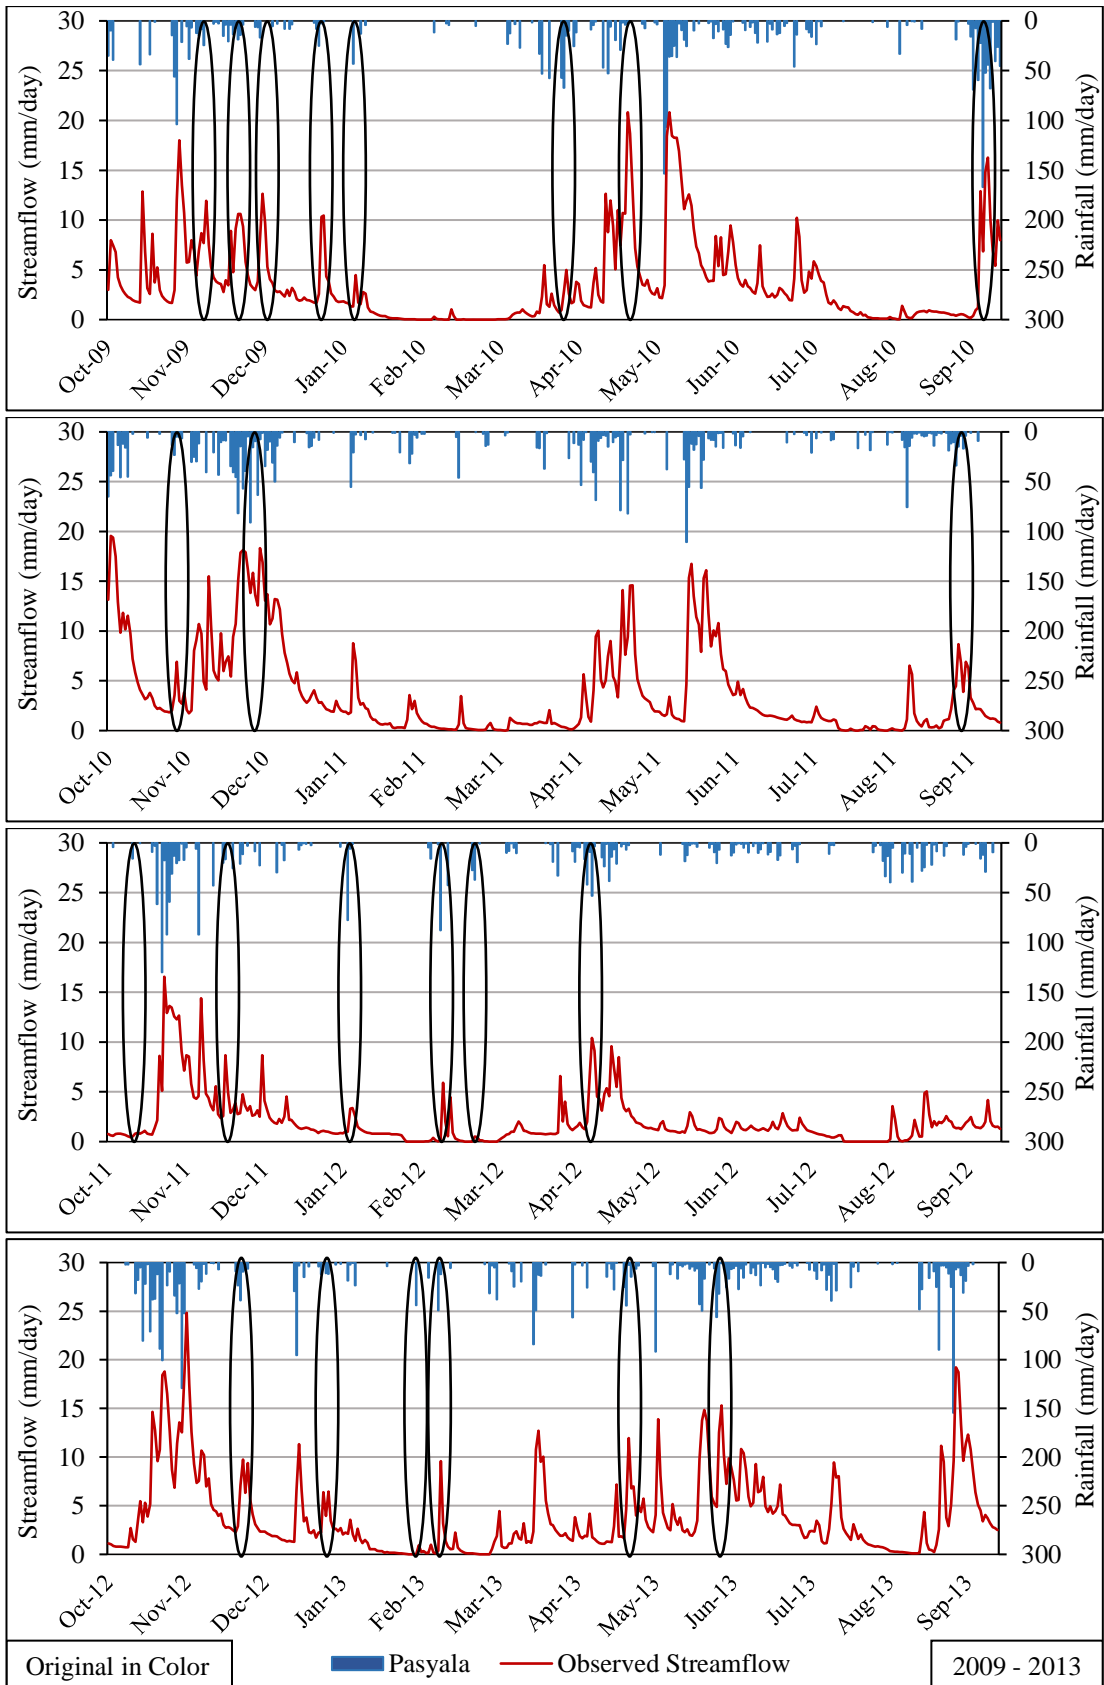 30 0
25 50
20 100
15 150
10 200
5 250
0 300
Streamflow (mm/day)
Rainfall (mm/day)
Oct-09 Nov-09 Dec-09 Jan-10 Feb-10 Mar-10 Apr-10 May-10 Jun-10 Jul-10 Aug-10 Sep-10
30 0
25 50
20 100
15 150
10 200
5 250
0 300
Streamflow (mm/day)
Rainfall (mm/day)
Oct-10 Nov-10 Dec-10 Jan-11 Feb-11 Mar-11 Apr-11 May-11 Jun-11 Jul-11 Aug-11 Sep-11
30 0
25 50
20 100
15 150
10 200
5 250
0 300
Streamflow (mm/day)
Rainfall (mm/day)
Oct-11 Nov-11 Dec-11 Jan-12 Feb-12 Mar-12 Apr-12 May-12 Jun-12 Jul-12 Aug-12 Sep-12
30 0
25 50
20 100
15 150
10 200
5 250
0 300
Streamflow (mm/day)
Rainfall (mm/day)
Oct-12 Nov-12 Dec-12 Jan-13 Feb-13 Mar-13 Apr-13 May-13 Jun-13 Jul-13 Aug-13 Sep-13
Original in Color Pasyala Observed Streamflow 2009 - 2013